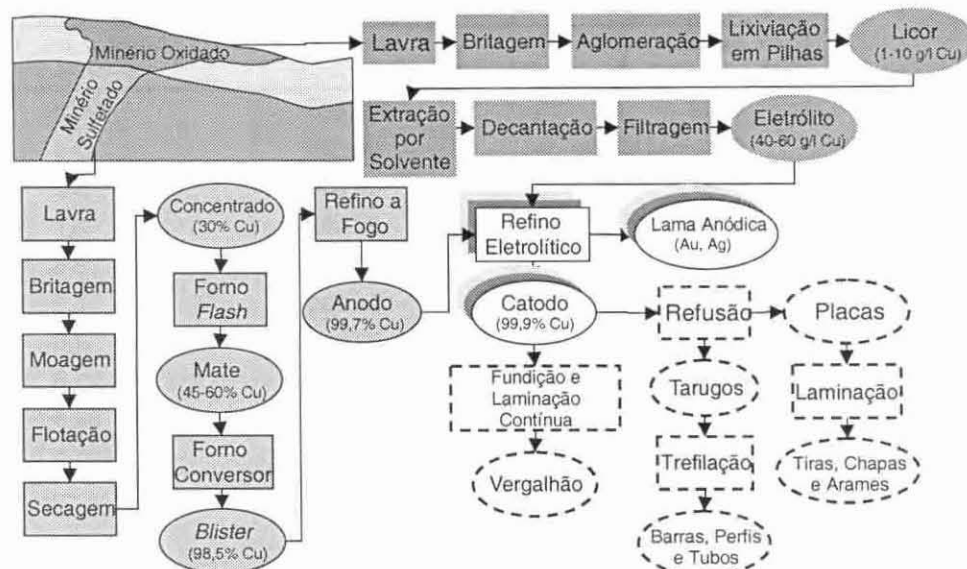 Minério Oxidado
Minério
Sulfetado
Lavra
Britagem
Aglomeração
Lixiviação
em Pilhas
Licor
(1-10 g/l Cu)
Extração
por
Solvente
Decantação
Filtragem
Eletrólito
(40-60 g/l Cu)
Lavra
Britagem
Moagem
Flotação
Secagem
Concentrado
(30% Cu)
Forno
Flash
Mate
(45-60% Cu)
Forno
Conversor
Blister
(98,5% Cu)
Refino a
Fogo
Anodo
(99,7% Cu)
Refino
Eletrolítico
Lama Anódica
(Au, Ag)
Catodo
(99,9% Cu)
Fundição e
Laminação
Contínua
Vergalhão
Refusão
Tarugos
Trefilação
Barras, Perfis
e Tubos
Placas
Laminação
Tiras, Chapas
e Arames